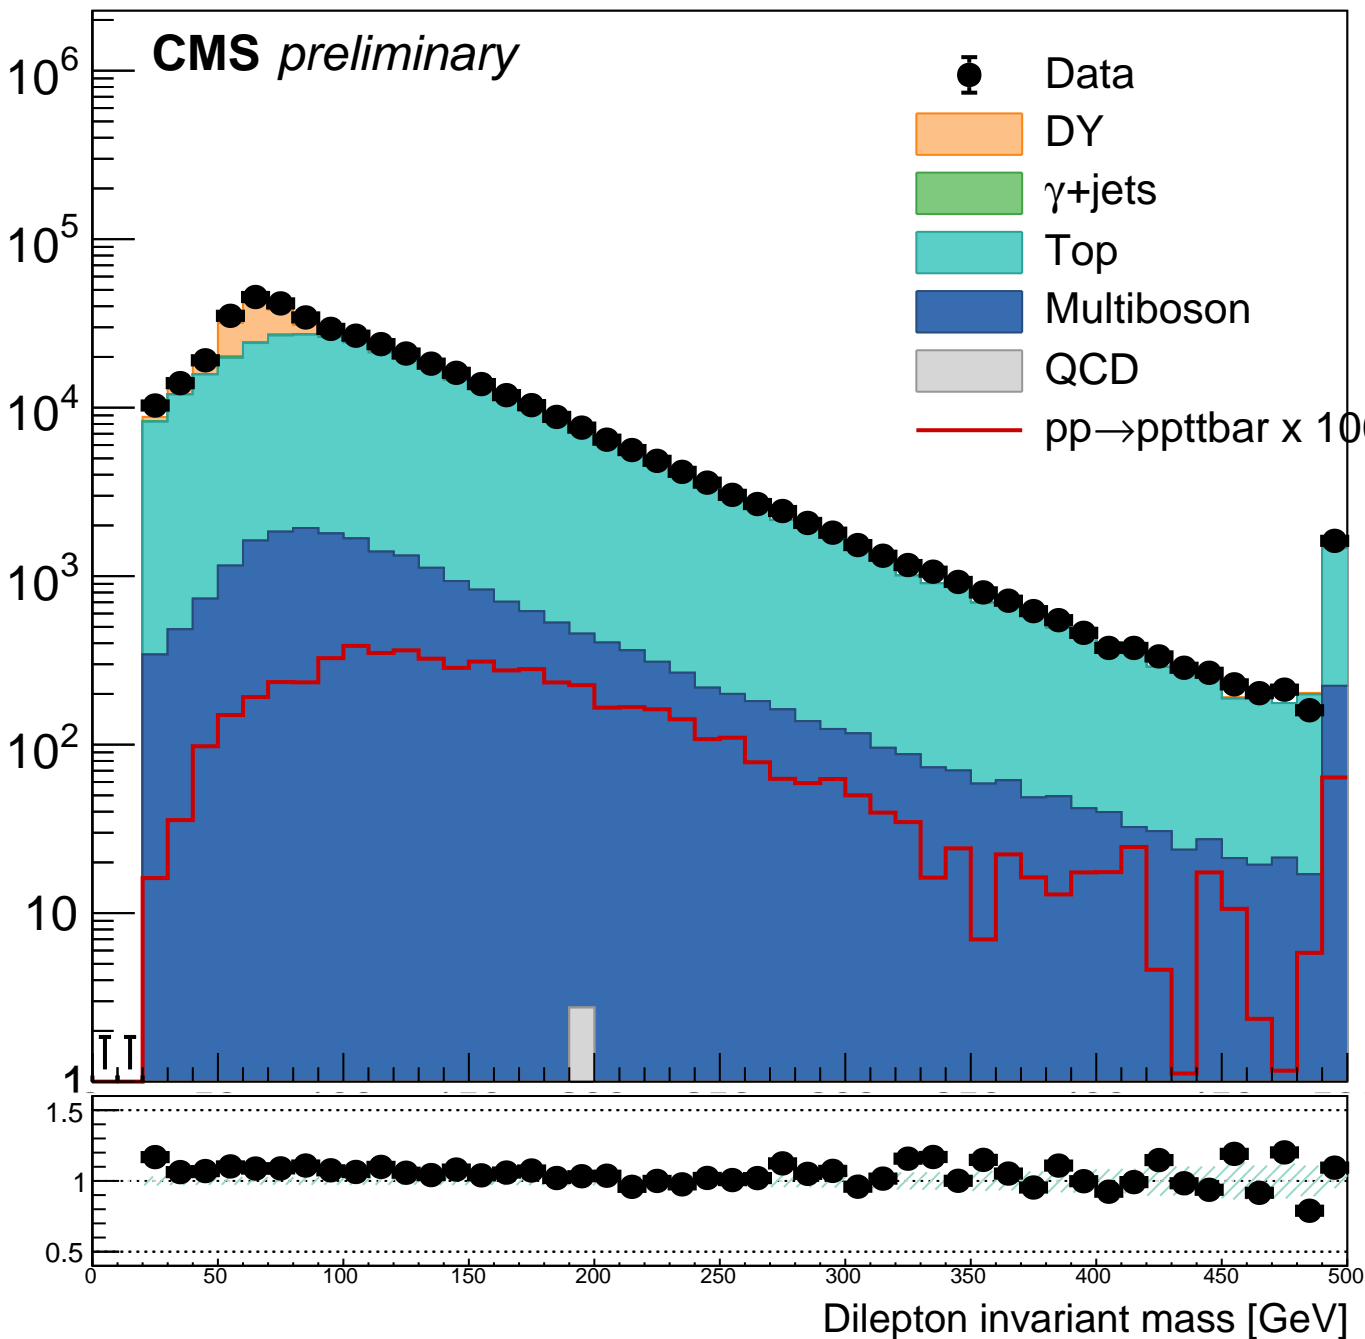 CMS preliminary
Data
DY
γ+jets
Top
Multiboson
QCD
pp→ppttbar x 10
10^6
10^5
10^4
10^3
10^2
10
1
1.5
1
0.5
0 50 100 150 200 250 300 350 400 450 500
Dilepton invariant mass [GeV]